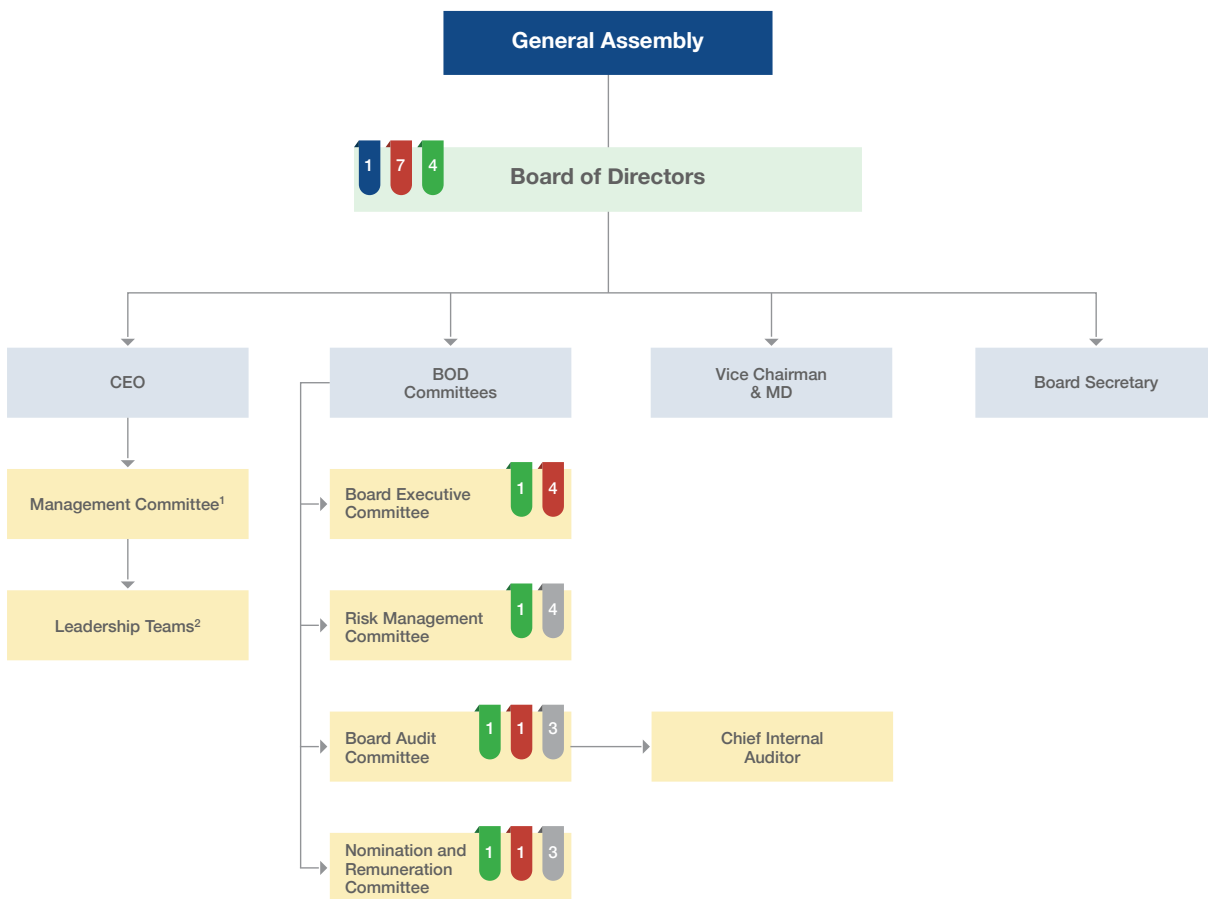 General Assembly
1 7 4
Board of Directors
CEO
BOD
Committees
Vice Chairman
& MD
Board Secretary
Management Committee¹
Board Executive
Committee
1 4
Leadership Teams²
Risk Management
Committee
1 4
Board Audit
Committee
1 1 3
Chief Internal
Auditor
Nomination and
Remuneration
Committee
1 1 3